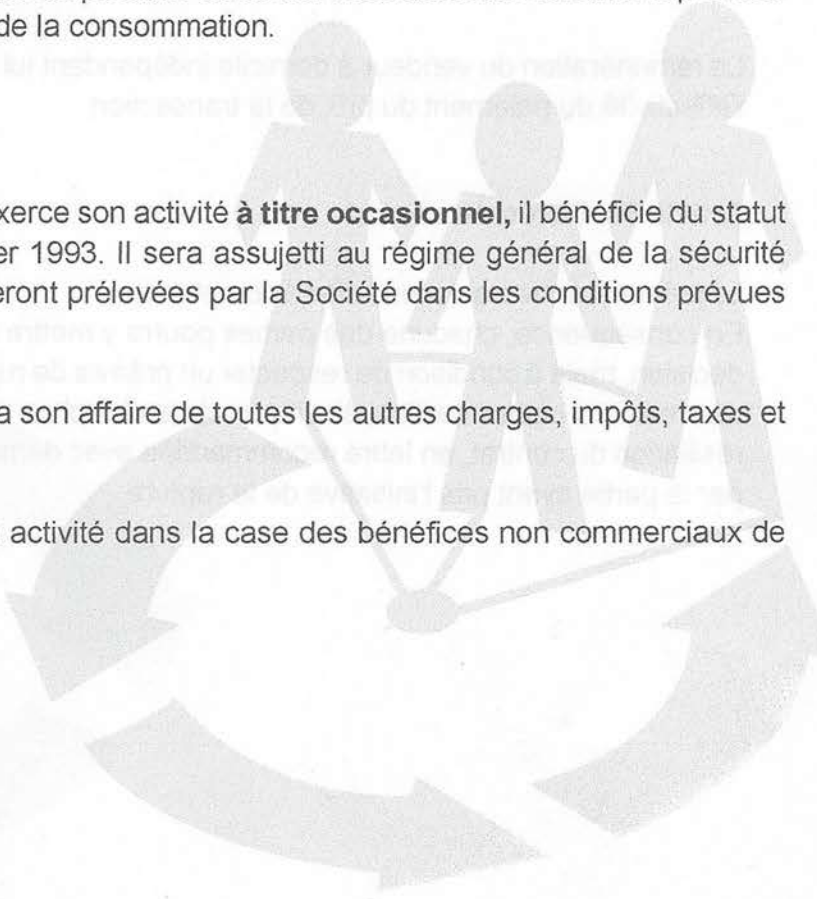 de la consommation.
xerce son activité à titre occasionnel, il bénéficie du statut
er 1993. Il sera assujetti au régime général de la sécurité
eront prélevées par la Société dans les conditions prévues
a son affaire de toutes les autres charges, impôts, taxes et
activité dans la case des bénéfices non commerciaux de